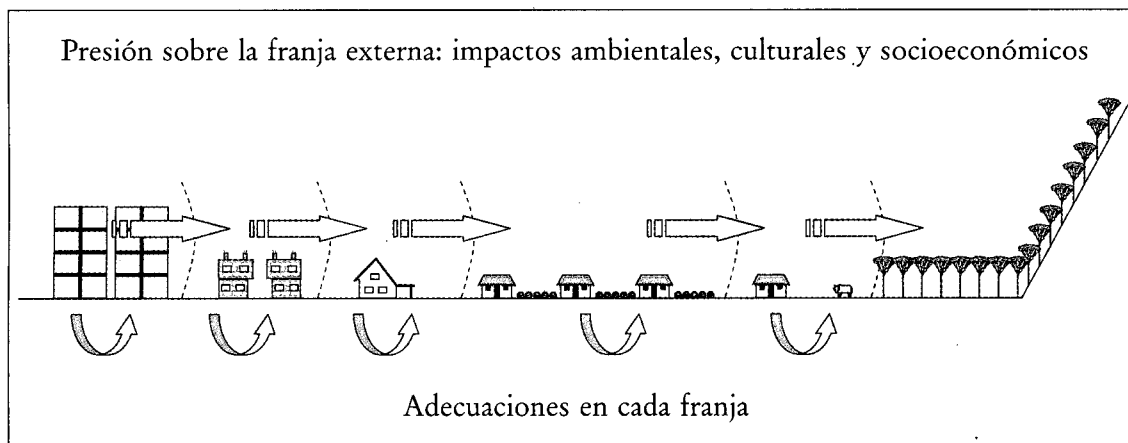 Presión sobre la franja externa: impactos ambientales, culturales y socioeconómicos
Adecuaciones en cada franja